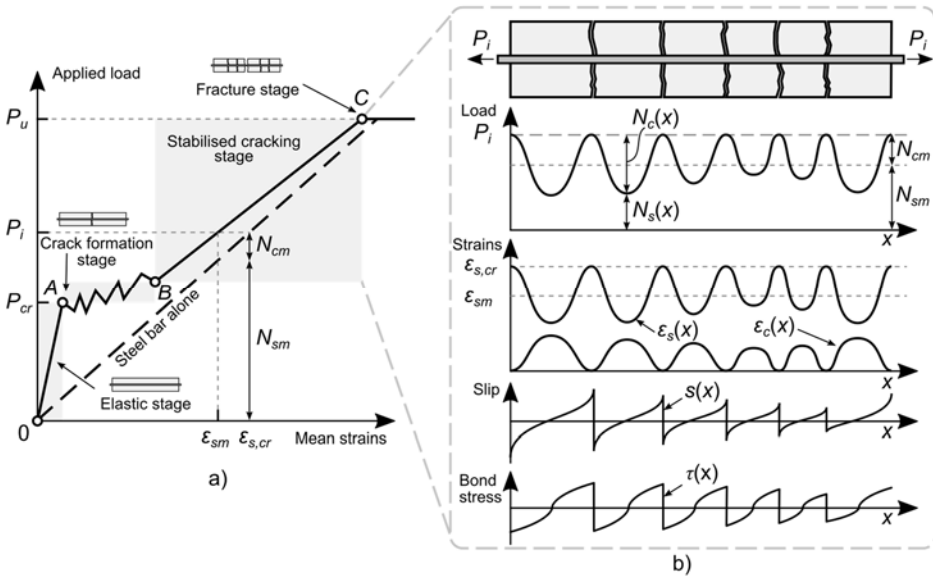 a)
Applied load
P_u
P_i
P_cr
0
Fracture stage
C
Stabilised cracking
stage
Crack formation
stage
A
B
Steel bar alone
Elastic stage
N_cm
N_sm
ε_sm
ε_s,cr
Mean strains
b)
P_i
P_i
Load
P_i
N_c(x)
N_s(x)
N_cm
N_sm
x
Strains
ε_s,cr
ε_sm
ε_s(x)
ε_c(x)
x
Slip
s(x)
x
Bond
stress
τ(x)
x